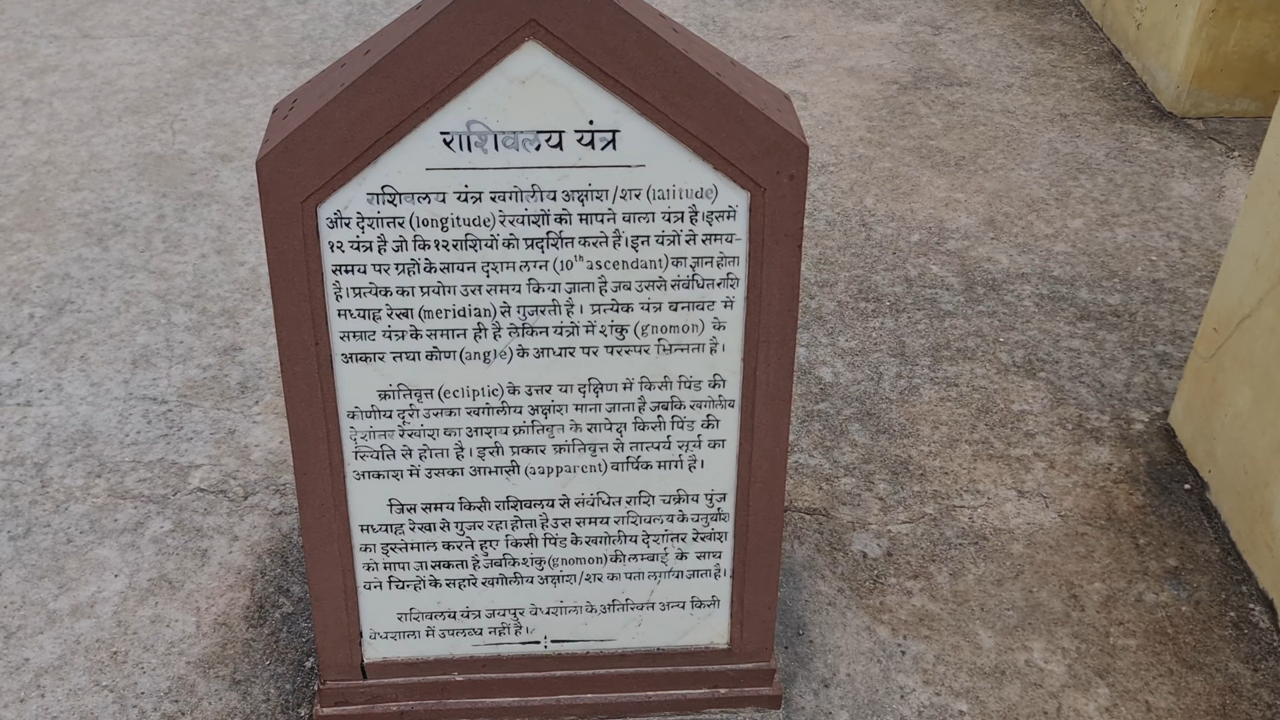 राशिवलय यंत्र
राशिवलय यंत्र खगोलीय अक्षांश/शर (latitude)
और देशांतर (longitude) रेखांशों को मापने वाला यंत्र है। इसमें
१२ यंत्र है जो कि १२ राशियों को प्रदर्शित करते हैं। इन यंत्रों से समय-
समय पर ग्रहों के सायन दशम लग्न (10th ascendant) का ज्ञान होता
है। प्रत्येक का प्रयोग उस समय किया जाता है जब उससे संबंधित राशि
मध्याह्न रेखा (meridian) से गुजरती है। प्रत्येक यंत्र बनावट में
सम्राट यंत्र के समान ही है लेकिन यंत्रों में शंकु (gnomon) के
आकार तथा कोण (angle) के आधार पर परस्पर भिन्नता है।
क्रांतिवृत्त (ecliptic) के उत्तर या दक्षिण में किसी पिंड की
कोणीय दूरी उसका खगोलीय अक्षांश माना जाता है जबकि खगोलीय
देशांतर रेखांश का आशय क्रांतिवृत के सापेक्ष किसी पिंड की
स्थिति से होता है। इसी प्रकार क्रांतिवृत्त से तात्पर्य सूर्य का
आकाश में उसका आभासी (aapparent) वार्षिक मार्ग है।
जिस समय किसी राशिवलय से संबंधित राशि चक्रीय पुंज
मध्याह्न रेखा से गुजर रहा होता है उस समय राशिवलय के चतुर्थांश
का इस्तेमाल करने हुए किसी पिंड के खगोलीय देशांतर रेखांश
को मापा जा सकता है जबकि शंकु (gnomon) की लम्बाई के साथ
बने चिन्हों के सहारे खगोलीय अक्षांश/शर का पता लगाया जाता है।
राशिवलय यंत्र जयपुर वेधशाला के अतिरिक्त अन्य किसी
वेधशाला में उपलब्ध नहीं है।